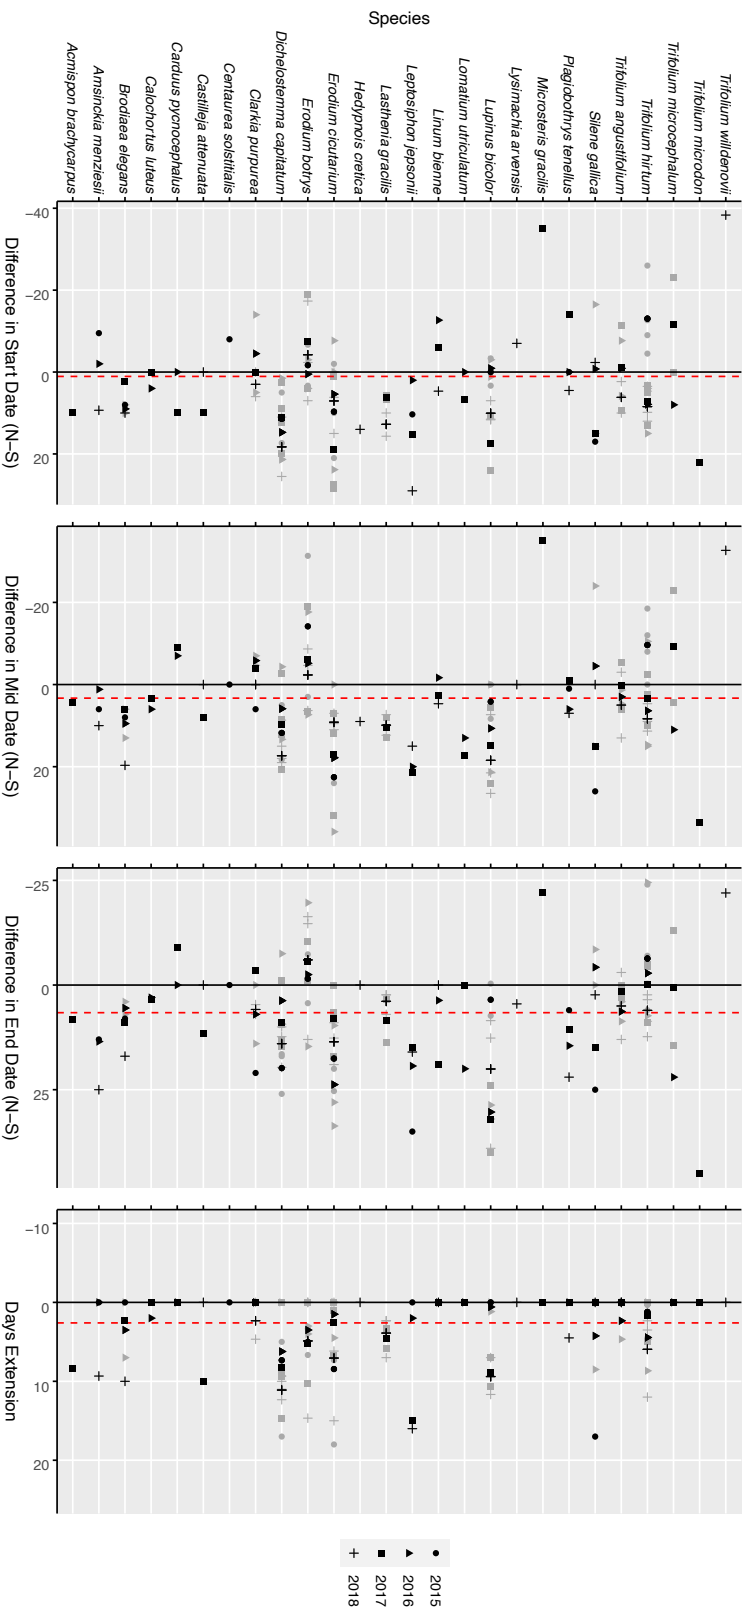 Species
Acmispon brachycarpus
Amsinckia menziesii
Brodiaea elegans
Calochortus luteus
Carduus pycnocephalus
Castilleja attenuata
Centaurea solstitialis
Clarkia purpurea
Dichelostemma capitatum
Erodium botrys
Erodium cicutarium
Hedypnois cretica
Lasthenia gracilis
Leptosiphon jepsonii
Linum bienne
Lomatium utriculatum
Lupinus bicolor
Lysimachia arvensis
Microsteris gracilis
Plagiobothrys tenellus
Silene gallica
Trifolium angustifolium
Trifolium hirtum
Trifolium microcephalum
Trifolium microdon
Trifolium willdenovii
−40
−20
0
20
Difference in Start Date (N−S)
−20
0
20
Difference in Mid Date (N−S)
−25
0
25
Difference in End Date (N−S)
−10
0
10
20
Days Extension
2015
2016
2017
2018